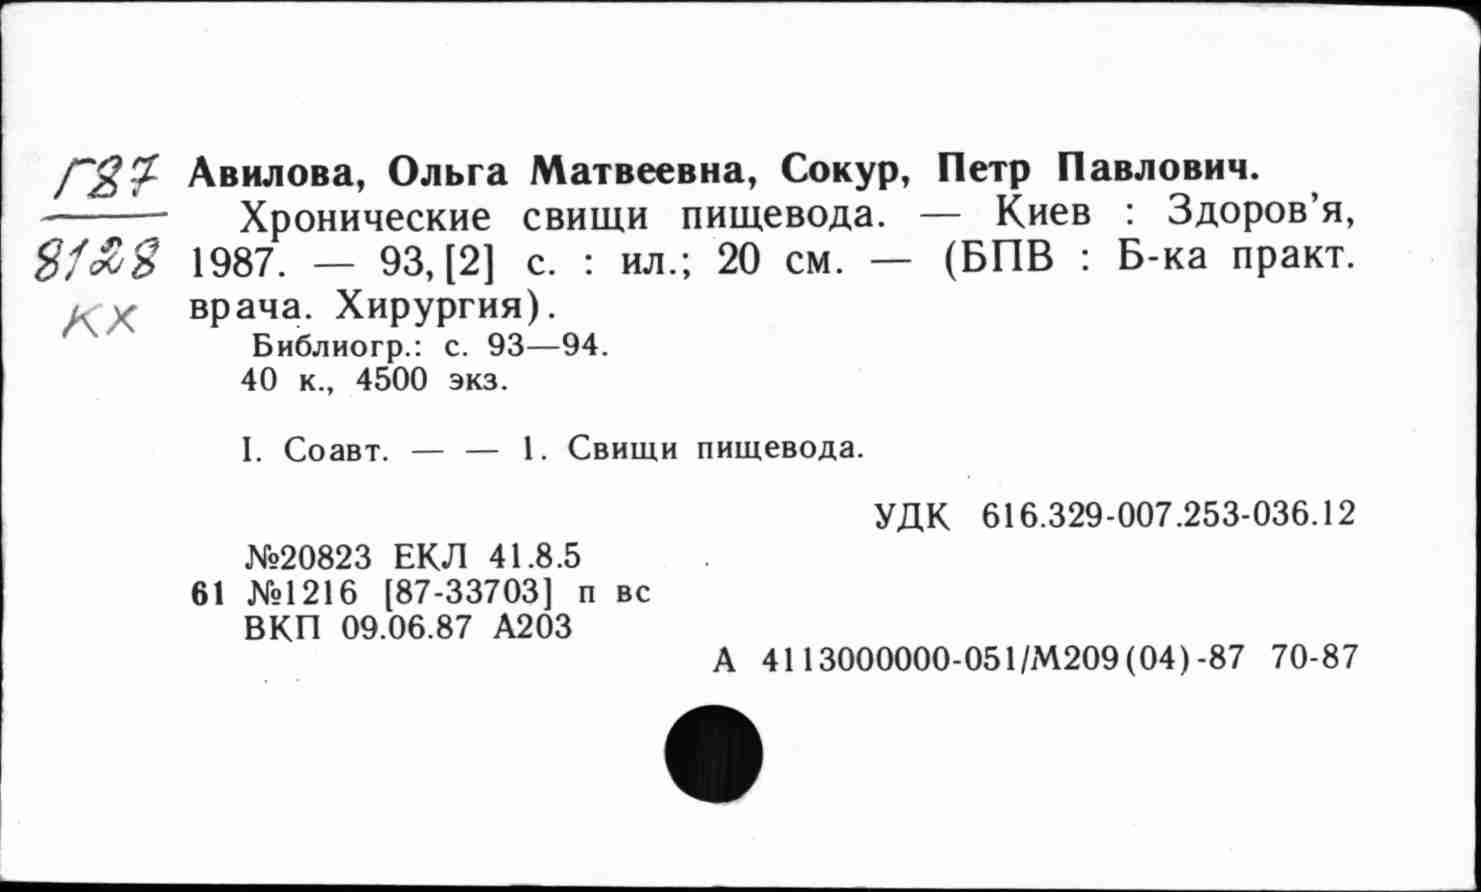 Г87
8128
кх
Авилова, Ольга Матвеевна, Сокур, Петр Павлович.
Хронические свищи пищевода. — Киев : Здоров’я,
1987. — 93, [2] с. : ил.; 20 см. — (БПВ : Б-ка практ.
врача. Хирургия).
Библиогр.: с. 93—94.
40 к., 4500 экз.
I. Соавт. — — 1. Свищи пищевода.
УДК 616.329-007.253-036.12
№20823 ЕКЛ 41.8.5
61 №1216 [87-33703] п вс
ВКП 09.06.87 А203
А 4113000000-051/М209(04)-87 70-87